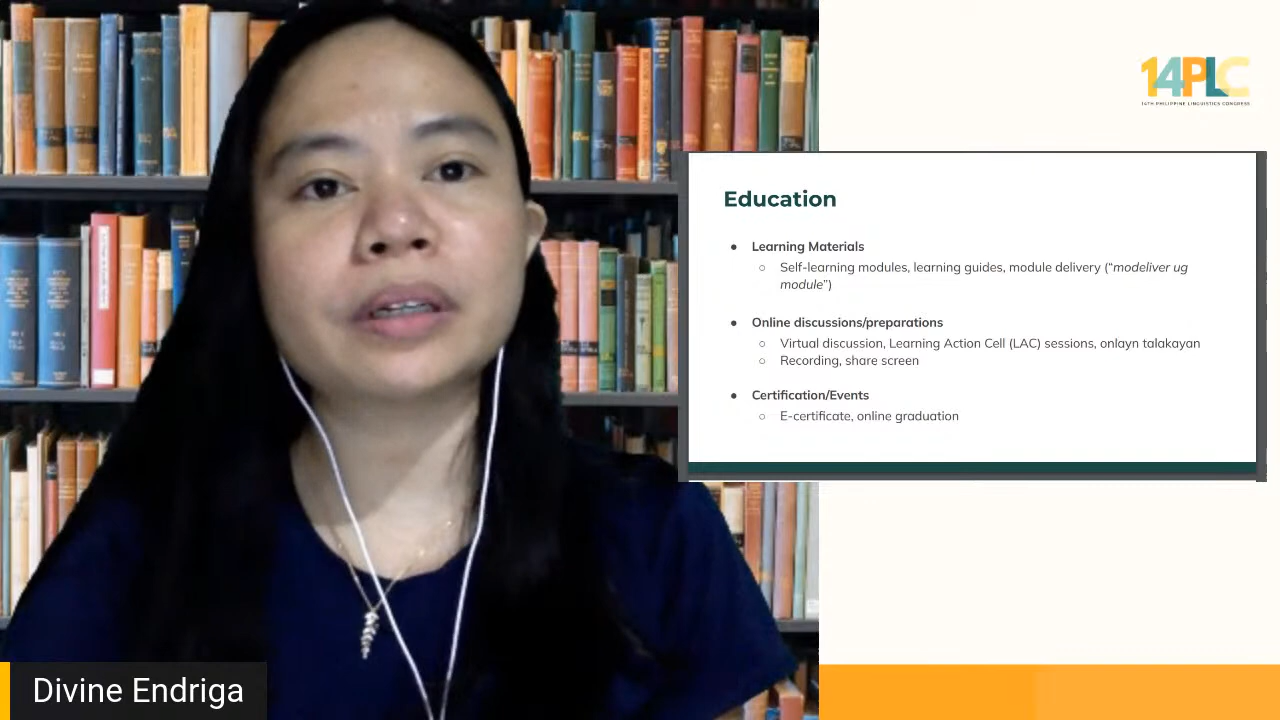 14PLC
14TH PHILIPPINE LINGUISTICS CONGRESS
Education
● Learning Materials
○ Self-learning modules, learning guides, module delivery (“modeliver ug
module”)
● Online discussions/preparations
○ Virtual discussion, Learning Action Cell (LAC) sessions, onlayn talakayan
○ Recording, share screen
● Certification/Events
○ E-certificate, online graduation
Divine Endriga